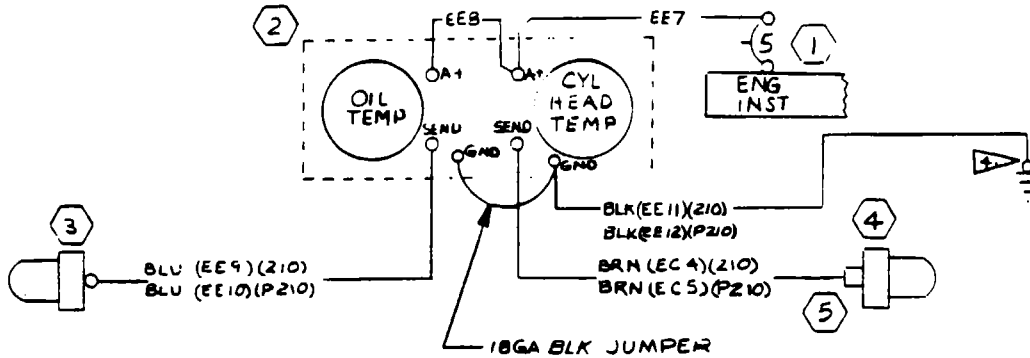 EE8
EE7
2
5
1
A+
A+
OIL
TEMP
CYL
HEAD
TEMP
ENG
INST
SEND
SEND
GND
GND
4
BLK(EE11)(210)
BLK(EE12)(P210)
3
4
BLU (EE9)(210)
BLU (EE10)(P210)
BRN(EC4)(210)
BRN(EC5)(P210)
5
18GA BLK JUMPER